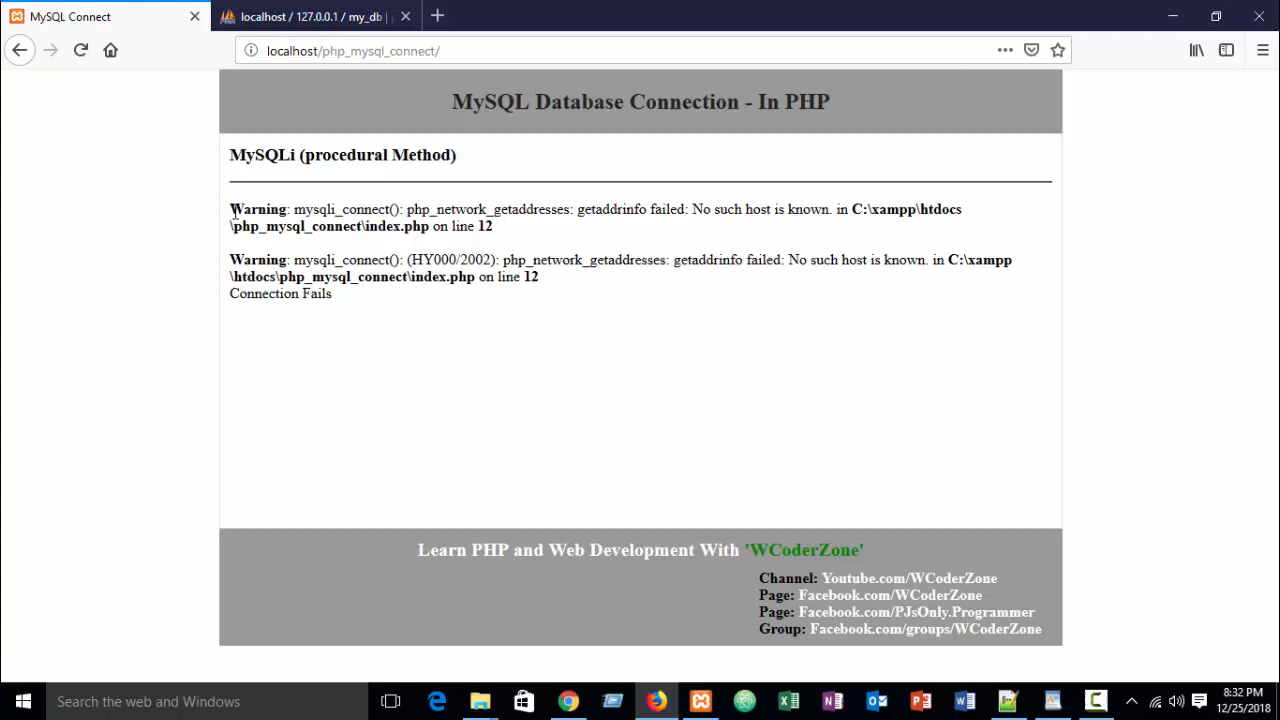 MySQL Connect
localhost / 127.0.0.1 / my_db |
localhost/php_mysql_connect/
MySQL Database Connection - In PHP
MySQLi (procedural Method)
Warning: mysqli_connect(): php_network_getaddresses: getaddrinfo failed: No such host is known. in C:\xampp\htdocs
\php_mysql_connect\index.php on line 12
Warning: mysqli_connect(): (HY000/2002): php_network_getaddresses: getaddrinfo failed: No such host is known. in C:\xampp
\htdocs\php_mysql_connect\index.php on line 12
Connection Fails
Learn PHP and Web Development With 'WCoderZone'
Channel: Youtube.com/WCoderZone
Page: Facebook.com/WCoderZone
Page: Facebook.com/PJsOnly.Programmer
Group: Facebook.com/groups/WCoderZone
Search the web and Windows
8:32 PM
12/25/2018